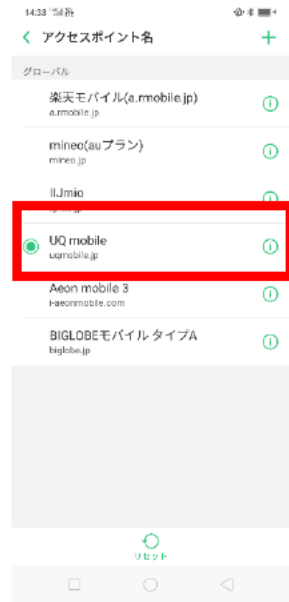 14:33
アクセスポイント名
グローバル
楽天モバイル(a.rmobile.jp)
a.rmobile.jp
mineo(auプラン)
mineo.jp
IIJmio
UQ mobile
uqmobile.jp
Aeon mobile 3
i-aeonmobile.com
BIGLOBEモバイル タイプA
biglobe.jp
リセット